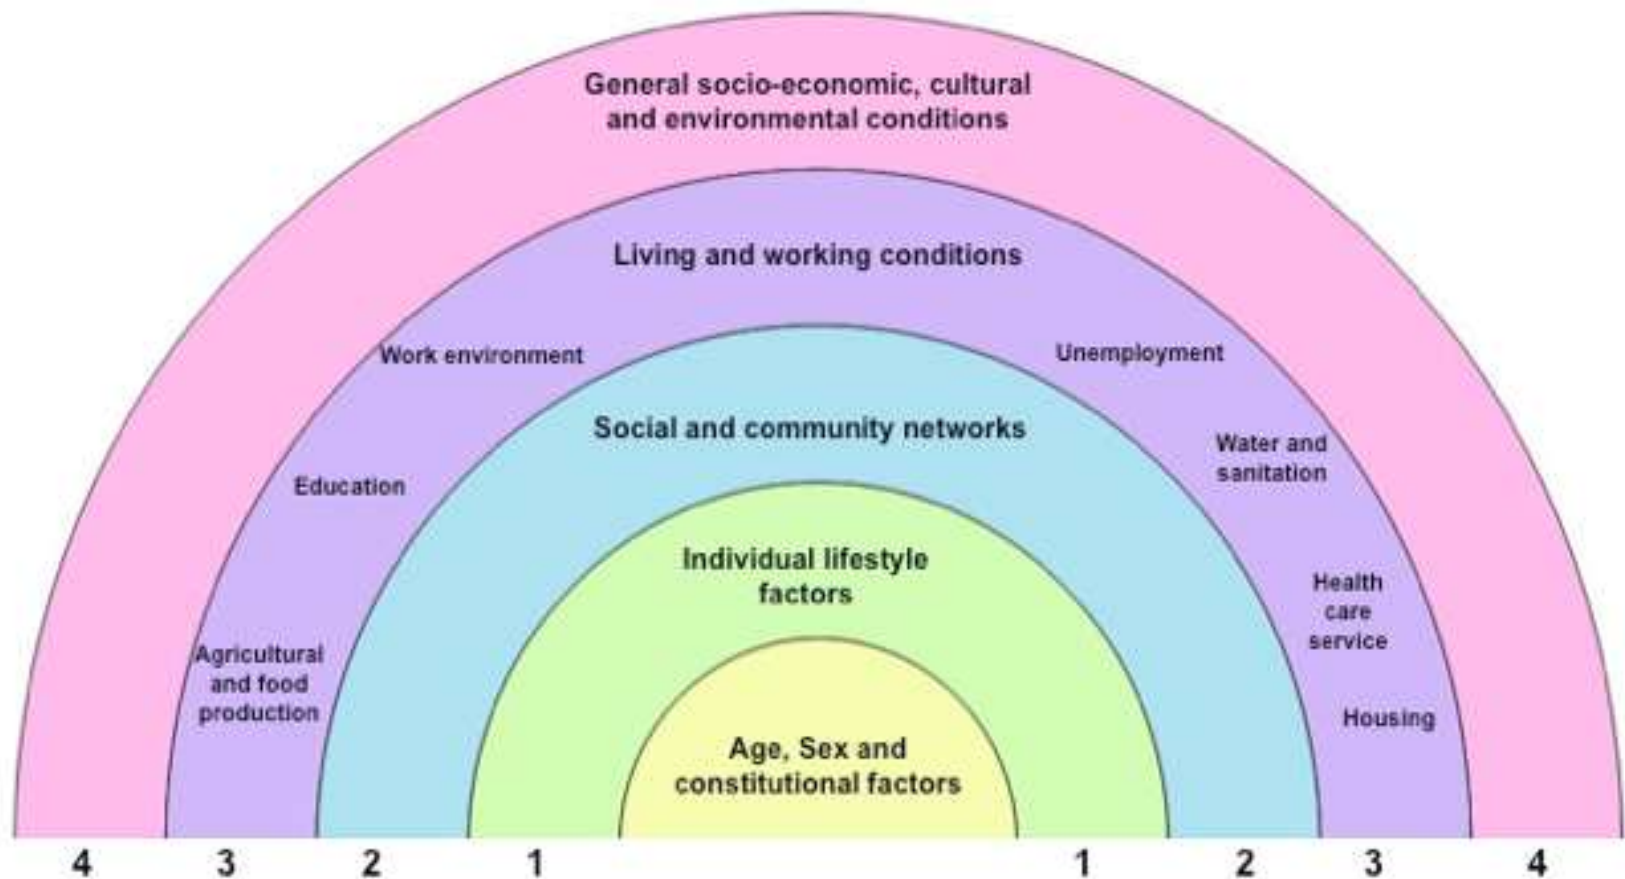 General socio-economic, cultural
and environmental conditions
Living and working conditions
Work environment
Unemployment
Social and community networks
Water and
sanitation
Education
Individual lifestyle
factors
Health
care
service
Agricultural
and food
production
Housing
Age, Sex and
constitutional factors
4 3 2 1 1 2 3 4